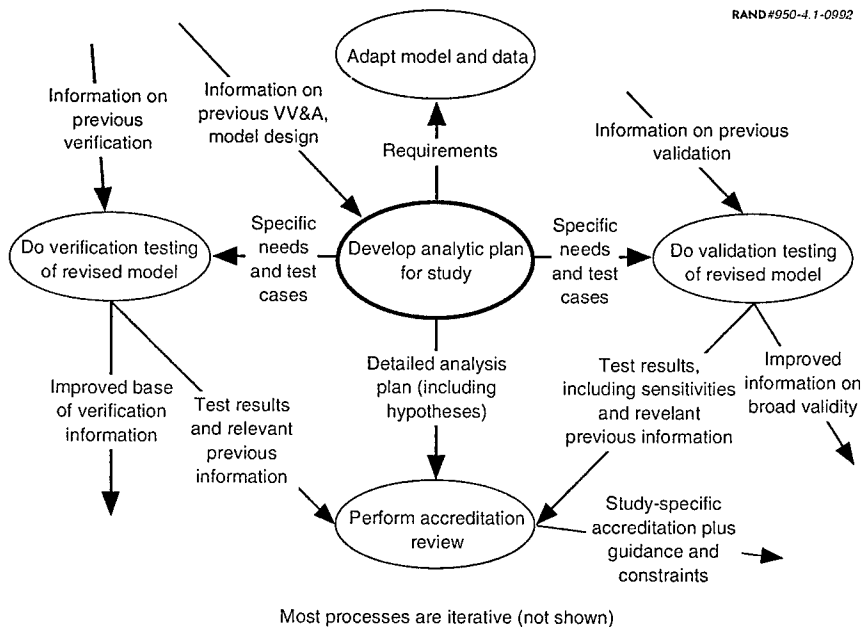 RAND#950-4.1-0992
Adapt model and data
Information on
previous
verification
Information on
previous VV&A,
model design
Requirements
Information on previous
validation
Do verification testing
of revised model
Specific
needs
and test
cases
Develop analytic plan
for study
Specific
needs
and test
cases
Do validation testing
of revised model
Improved base
of verification
information
Test results
and relevant
previous
information
Detailed analysis
plan (including
hypotheses)
Test results,
including sensitivities
and revelant
previous information
Improved
information on
broad validity
Perform accreditation
review
Study-specific
accreditation plus
guidance and
constraints
Most processes are iterative (not shown)